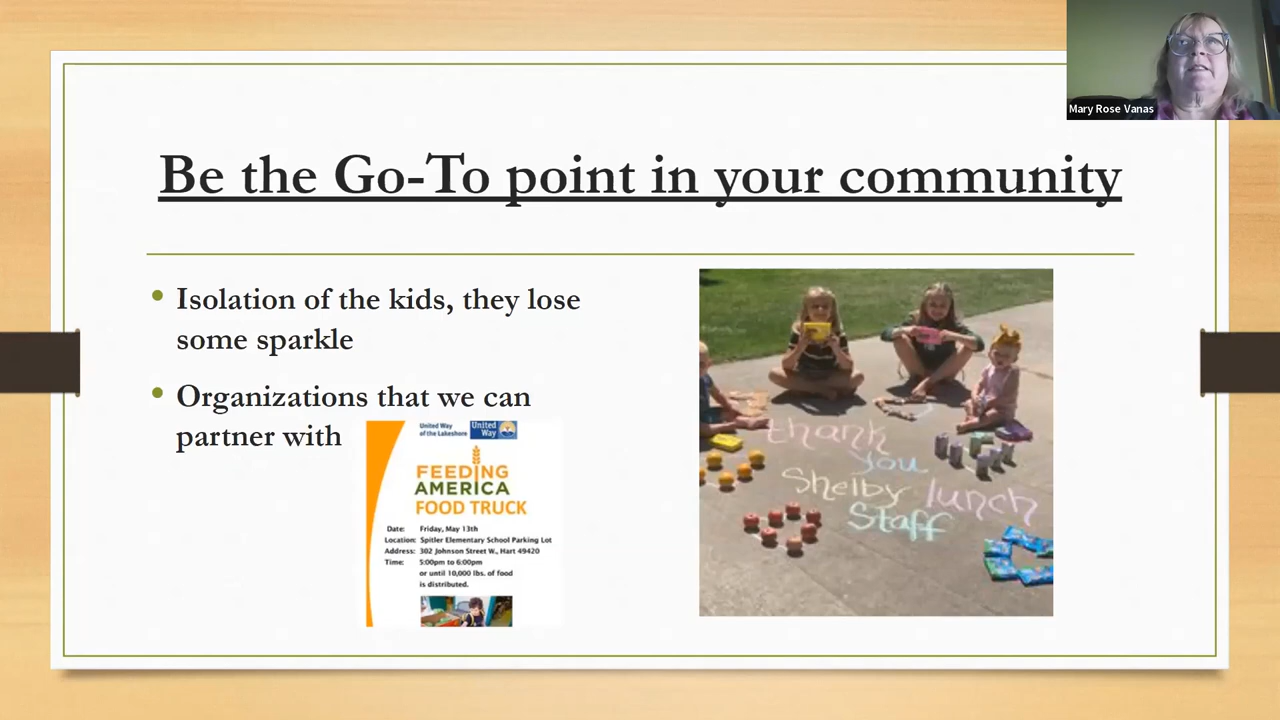 Mary Rose Vanas
Be the Go-To point in your community
• Isolation of the kids, they lose
some sparkle
• Organizations that we can
partner with
United Way
of the Lakeshore
United
Way
FEEDING
AMERICA
FOOD TRUCK
Date: Friday, May 13th
Location: Spitler Elementary School Parking Lot
Address: 302 Johnson Street W., Hart 49420
Time: 5:00pm to 6:00pm
or until 10,000 lbs. of food
is distributed.
thank
you
Shelby lunch
Staff